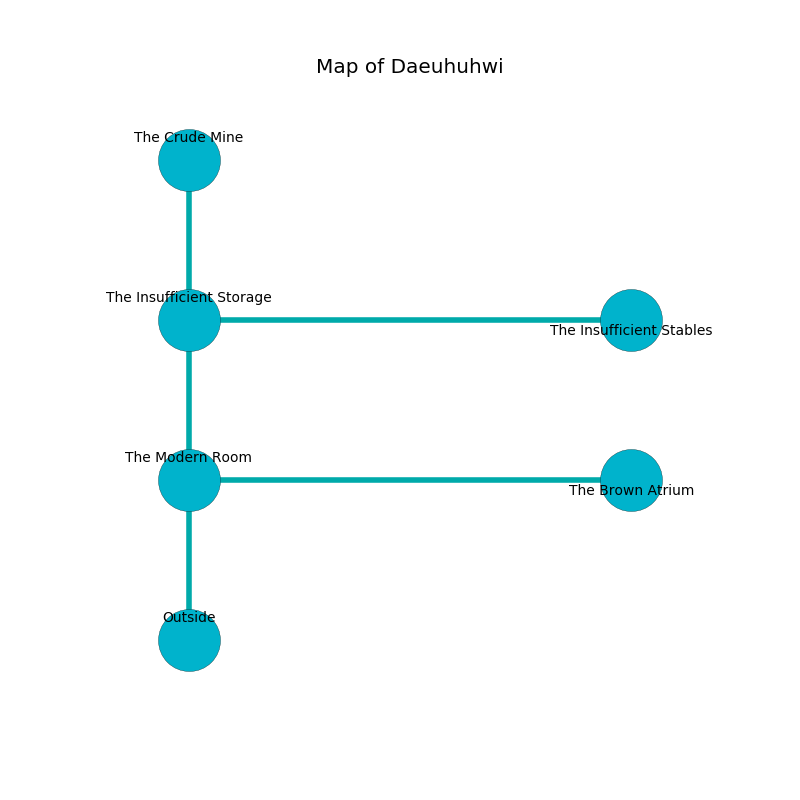 Map of Daeuhuhwi
The Crude Mine
The Insufficient Storage
The Insufficient Stables
The Modern Room
The Brown Atrium
Outside